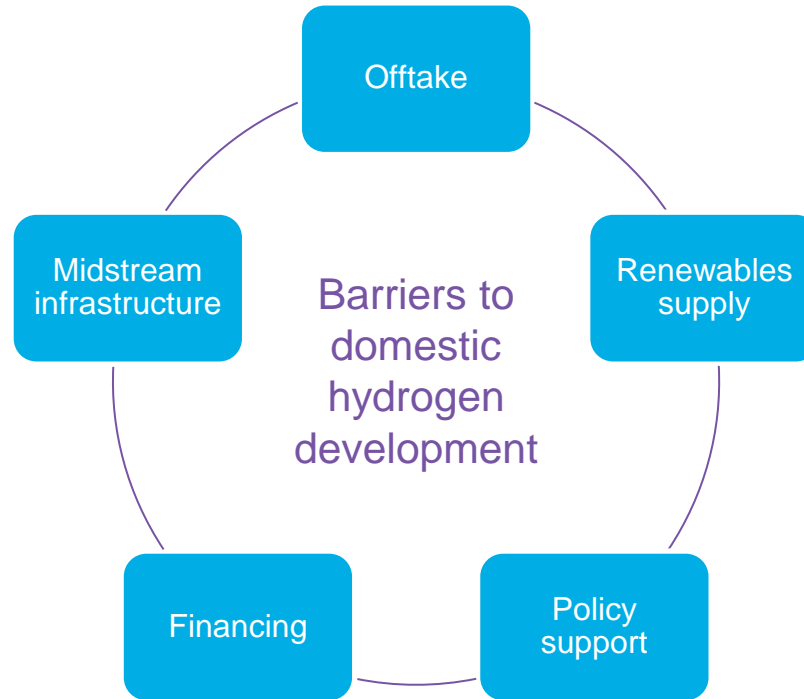 Offtake
Renewables
supply
Policy
support
Financing
Midstream
infrastructure
Barriers to
domestic
hydrogen
development